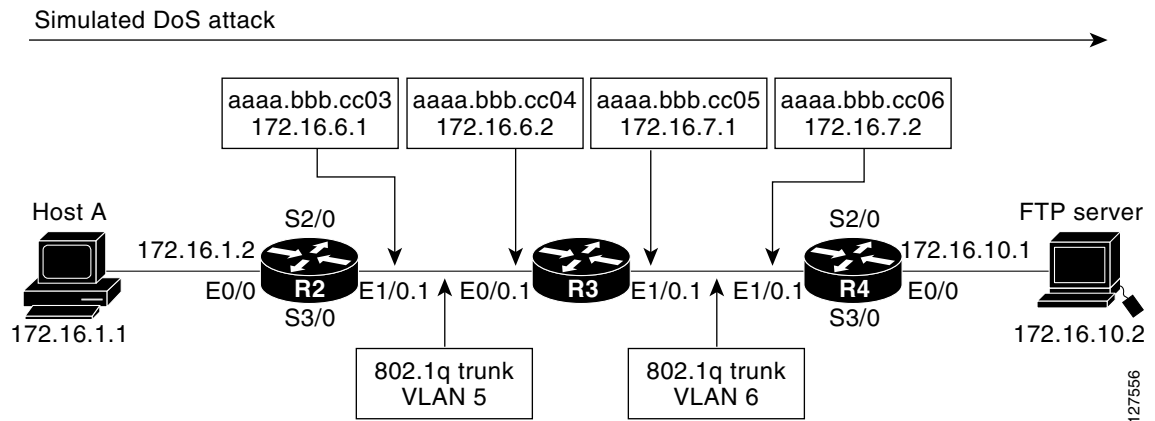 Simulated DoS attack
aaaa.bbb.cc03
172.16.6.1
aaaa.bbb.cc04
172.16.6.2
aaaa.bbb.cc05
172.16.7.1
aaaa.bbb.cc06
172.16.7.2
Host A
172.16.1.1
172.16.1.2
E0/0
S2/0
R2
S3/0
E1/0.1
802.1q trunk
VLAN 5
E0/0.1
R3
E1/0.1
802.1q trunk
VLAN 6
E1/0.1
S2/0
R4
S3/0
172.16.10.1
E0/0
FTP server
172.16.10.2
127556